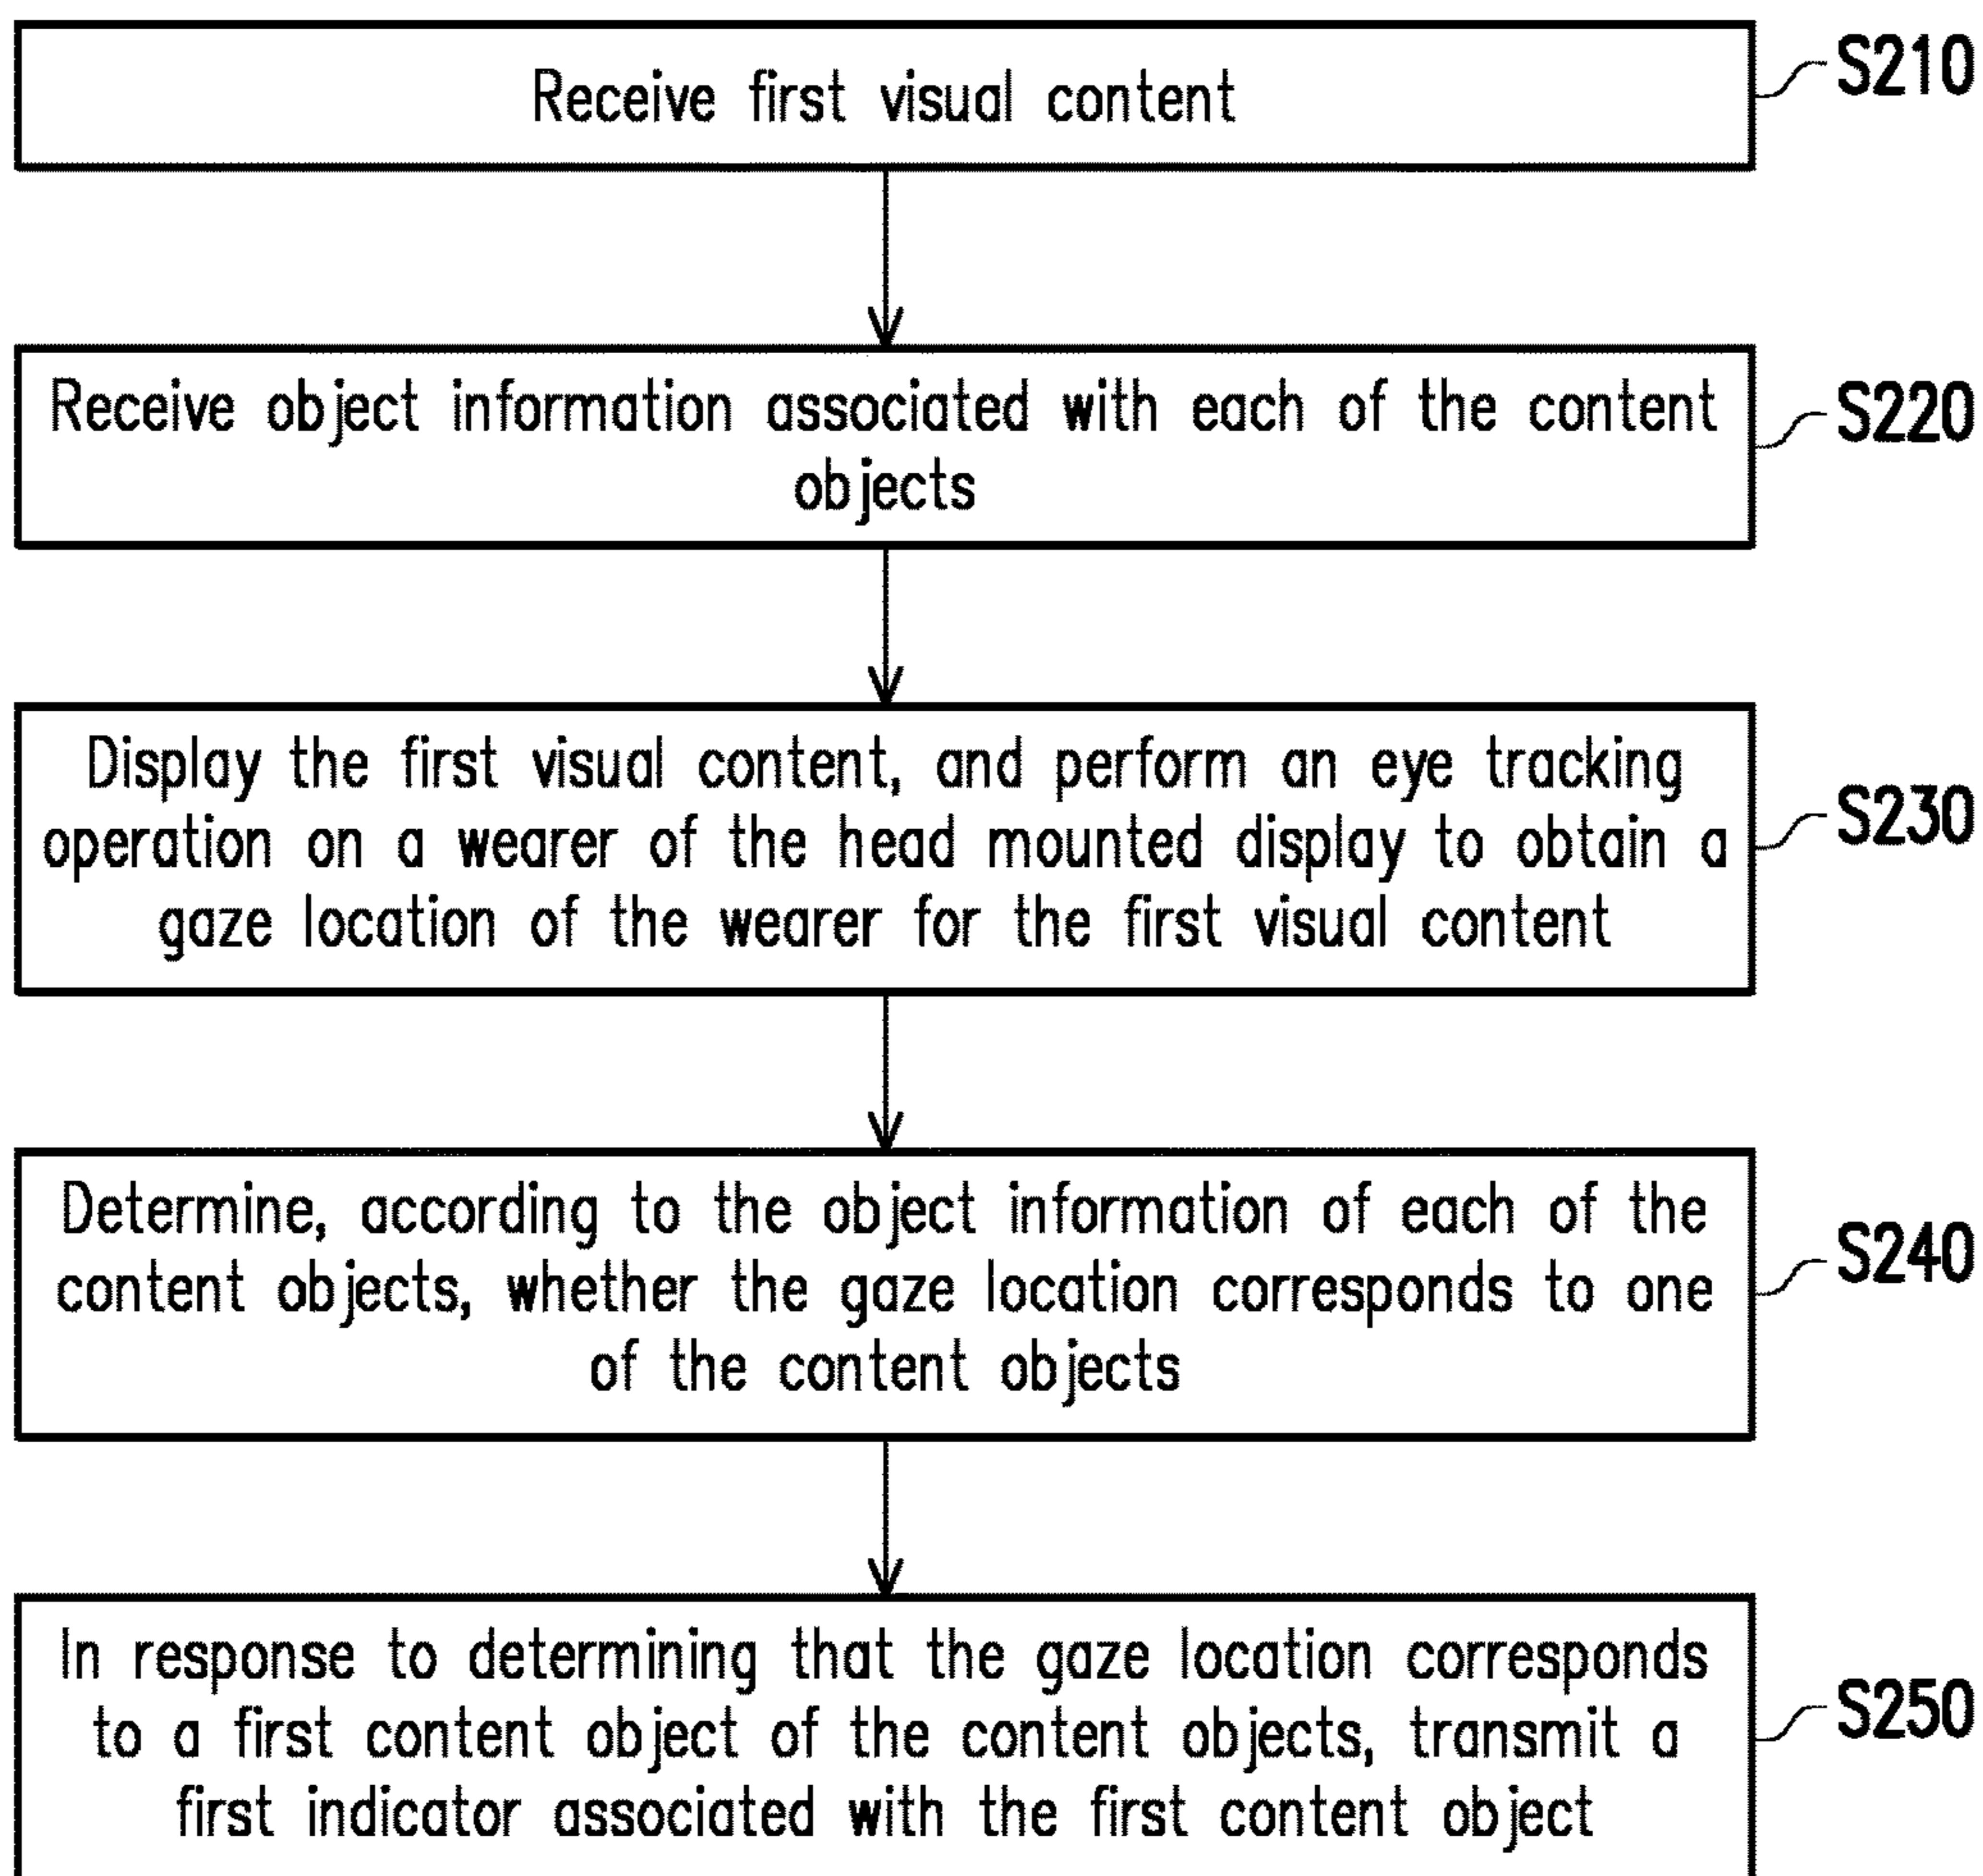 Receive first visual content
S210
Receive object information associated with each of the content
objects
S220
Display the first visual content, and perform an eye tracking
operation on a wearer of the head mounted display to obtain a
gaze location of the wearer for the first visual content
S230
Determine, according to the object information of each of the
content objects, whether the gaze location corresponds to one
of the content objects
S240
In response to determining that the gaze location corresponds
to a first content object of the content objects, transmit a
first indicator associated with the first content object
S250